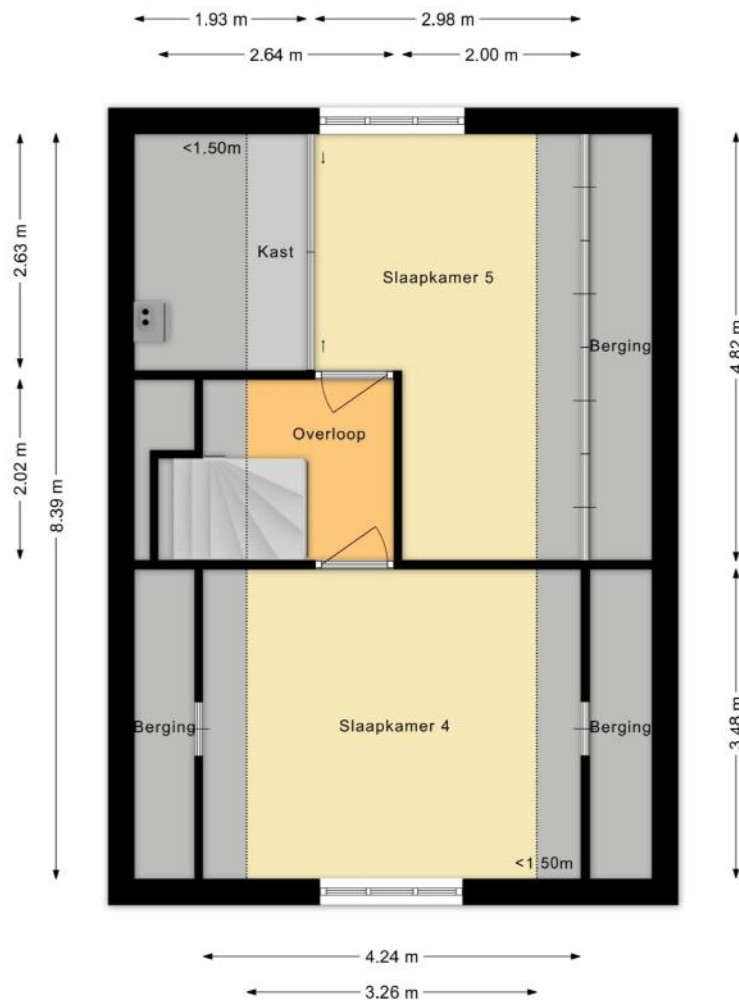 1.93 m
2.98 m
2.64 m
2.00 m
<1.50m
2.63 m
Kast
Slaapkamer 5
4.82 m
Berging
Overloop
2.02 m
8.39 m
Berging
Slaapkamer 4
Berging
3.48 m
<1 50m
4.24 m
3.26 m